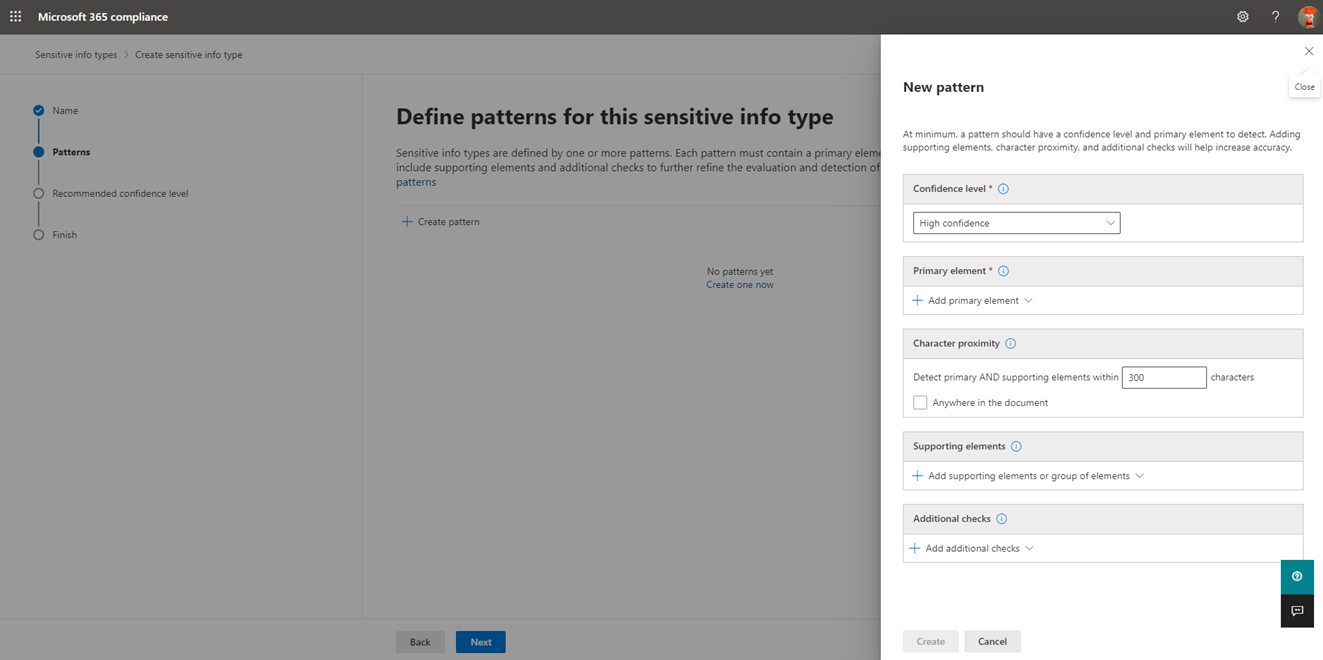 Microsoft 365 compliance
?
Sensitive info types > Create sensitive info type
Close
Name
Patterns
Recommended confidence level
Finish
Define patterns for this sensitive info type
Sensitive info types are defined by one or more patterns. Each pattern must contain a primary eleme
include supporting elements and additional checks to further refine the evaluation and detection of
patterns
+ Create pattern
No patterns yet
Create one now
Back
Next
New pattern
At minimum, a pattern should have a confidence level and primary element to detect. Adding
supporting elements, character proximity, and additional checks will help increase accuracy.
Confidence level *
High confidence
Primary element *
+ Add primary element
Character proximity
Detect primary AND supporting elements within 300 characters
Anywhere in the document
Supporting elements
+ Add supporting elements or group of elements
Additional checks
+ Add additional checks
Create
Cancel